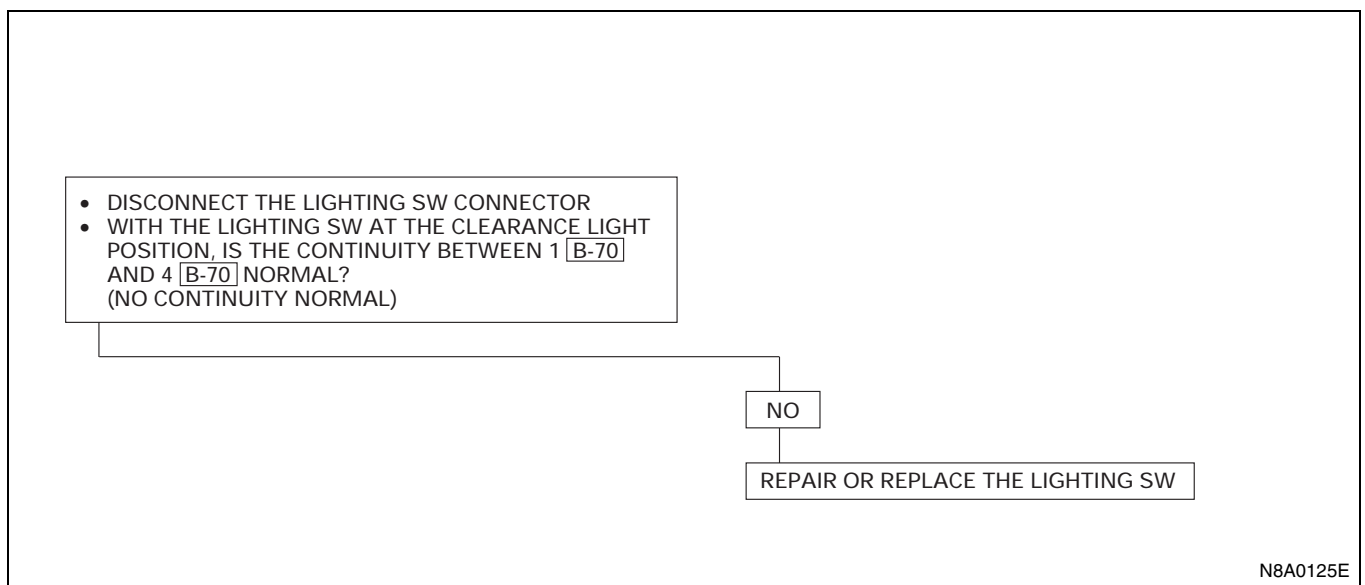 • DISCONNECT THE LIGHTING SW CONNECTOR
• WITH THE LIGHTING SW AT THE CLEARANCE LIGHT
POSITION, IS THE CONTINUITY BETWEEN 1 B-70
AND 4 B-70 NORMAL?
(NO CONTINUITY NORMAL)
NO
REPAIR OR REPLACE THE LIGHTING SW
N8A0125E